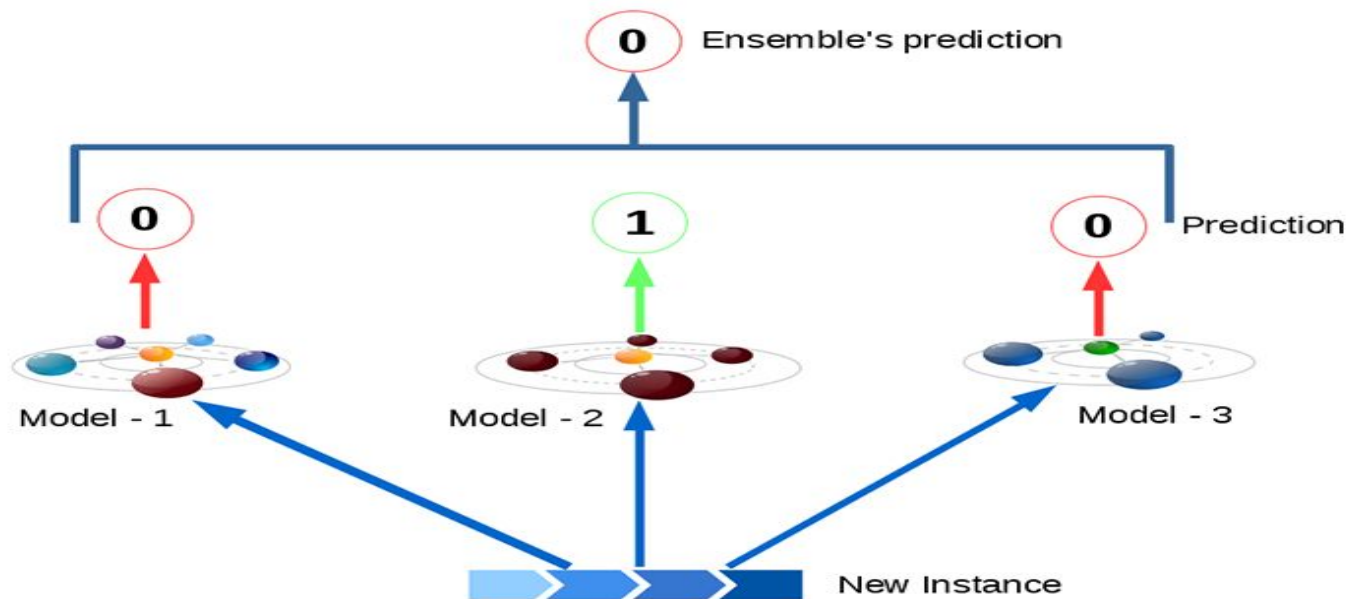 0 Ensemble's prediction
0 1 0 Prediction
Model - 1 Model - 2 Model - 3
New Instance